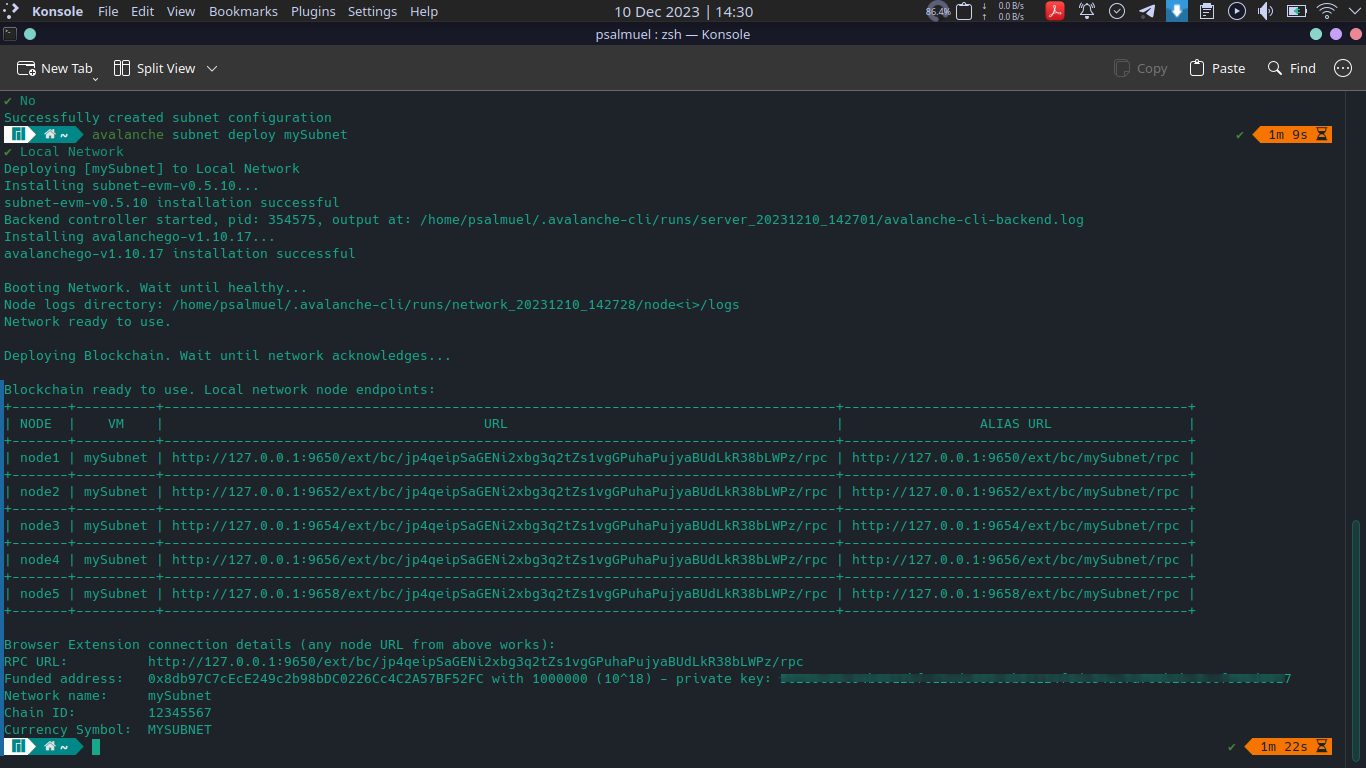 Konsole File Edit View Bookmarks Plugins Settings Help 10 Dec 2023 | 14:30 86.4% ↓ 0.0 B/s ↑ 0.0 B/s
psalmuel : zsh — Konsole
New Tab Split View Copy Paste Find
✔ No
Successfully created subnet configuration
~ avalanche subnet deploy mySubnet ✔ 1m 9s
✔ Local Network
Deploying [mySubnet] to Local Network
Installing subnet-evm-v0.5.10...
subnet-evm-v0.5.10 installation successful
Backend controller started, pid: 354575, output at: /home/psalmuel/.avalanche-cli/runs/server_20231210_142701/avalanche-cli-backend.log
Installing avalanchego-v1.10.17...
avalanchego-v1.10.17 installation successful
Booting Network. Wait until healthy...
Node logs directory: /home/psalmuel/.avalanche-cli/runs/network_20231210_142728/node<i>/logs
Network ready to use.
Deploying Blockchain. Wait until network acknowledges...
Blockchain ready to use. Local network node endpoints:
| NODE | VM | URL | ALIAS URL |
| node1 | mySubnet | http://127.0.0.1:9650/ext/bc/jp4qeipSaGENi2xbg3q2tZs1vgGPuhaPujyaBUdLkR38bLWPz/rpc | http://127.0.0.1:9650/ext/bc/mySubnet/rpc |
| node2 | mySubnet | http://127.0.0.1:9652/ext/bc/jp4qeipSaGENi2xbg3q2tZs1vgGPuhaPujyaBUdLkR38bLWPz/rpc | http://127.0.0.1:9652/ext/bc/mySubnet/rpc |
| node3 | mySubnet | http://127.0.0.1:9654/ext/bc/jp4qeipSaGENi2xbg3q2tZs1vgGPuhaPujyaBUdLkR38bLWPz/rpc | http://127.0.0.1:9654/ext/bc/mySubnet/rpc |
| node4 | mySubnet | http://127.0.0.1:9656/ext/bc/jp4qeipSaGENi2xbg3q2tZs1vgGPuhaPujyaBUdLkR38bLWPz/rpc | http://127.0.0.1:9656/ext/bc/mySubnet/rpc |
| node5 | mySubnet | http://127.0.0.1:9658/ext/bc/jp4qeipSaGENi2xbg3q2tZs1vgGPuhaPujyaBUdLkR38bLWPz/rpc | http://127.0.0.1:9658/ext/bc/mySubnet/rpc |
Browser Extension connection details (any node URL from above works):
RPC URL: http://127.0.0.1:9650/ext/bc/jp4qeipSaGENi2xbg3q2tZs1vgGPuhaPujyaBUdLkR38bLWPz/rpc
Funded address: 0x8db97C7cEcE249c2b98bDC0226Cc4C2A57BF52FC with 1000000 (10^18) - private key:
Network name: mySubnet
Chain ID: 12345567
Currency Symbol: MYSUBNET
~ ✔ 1m 22s